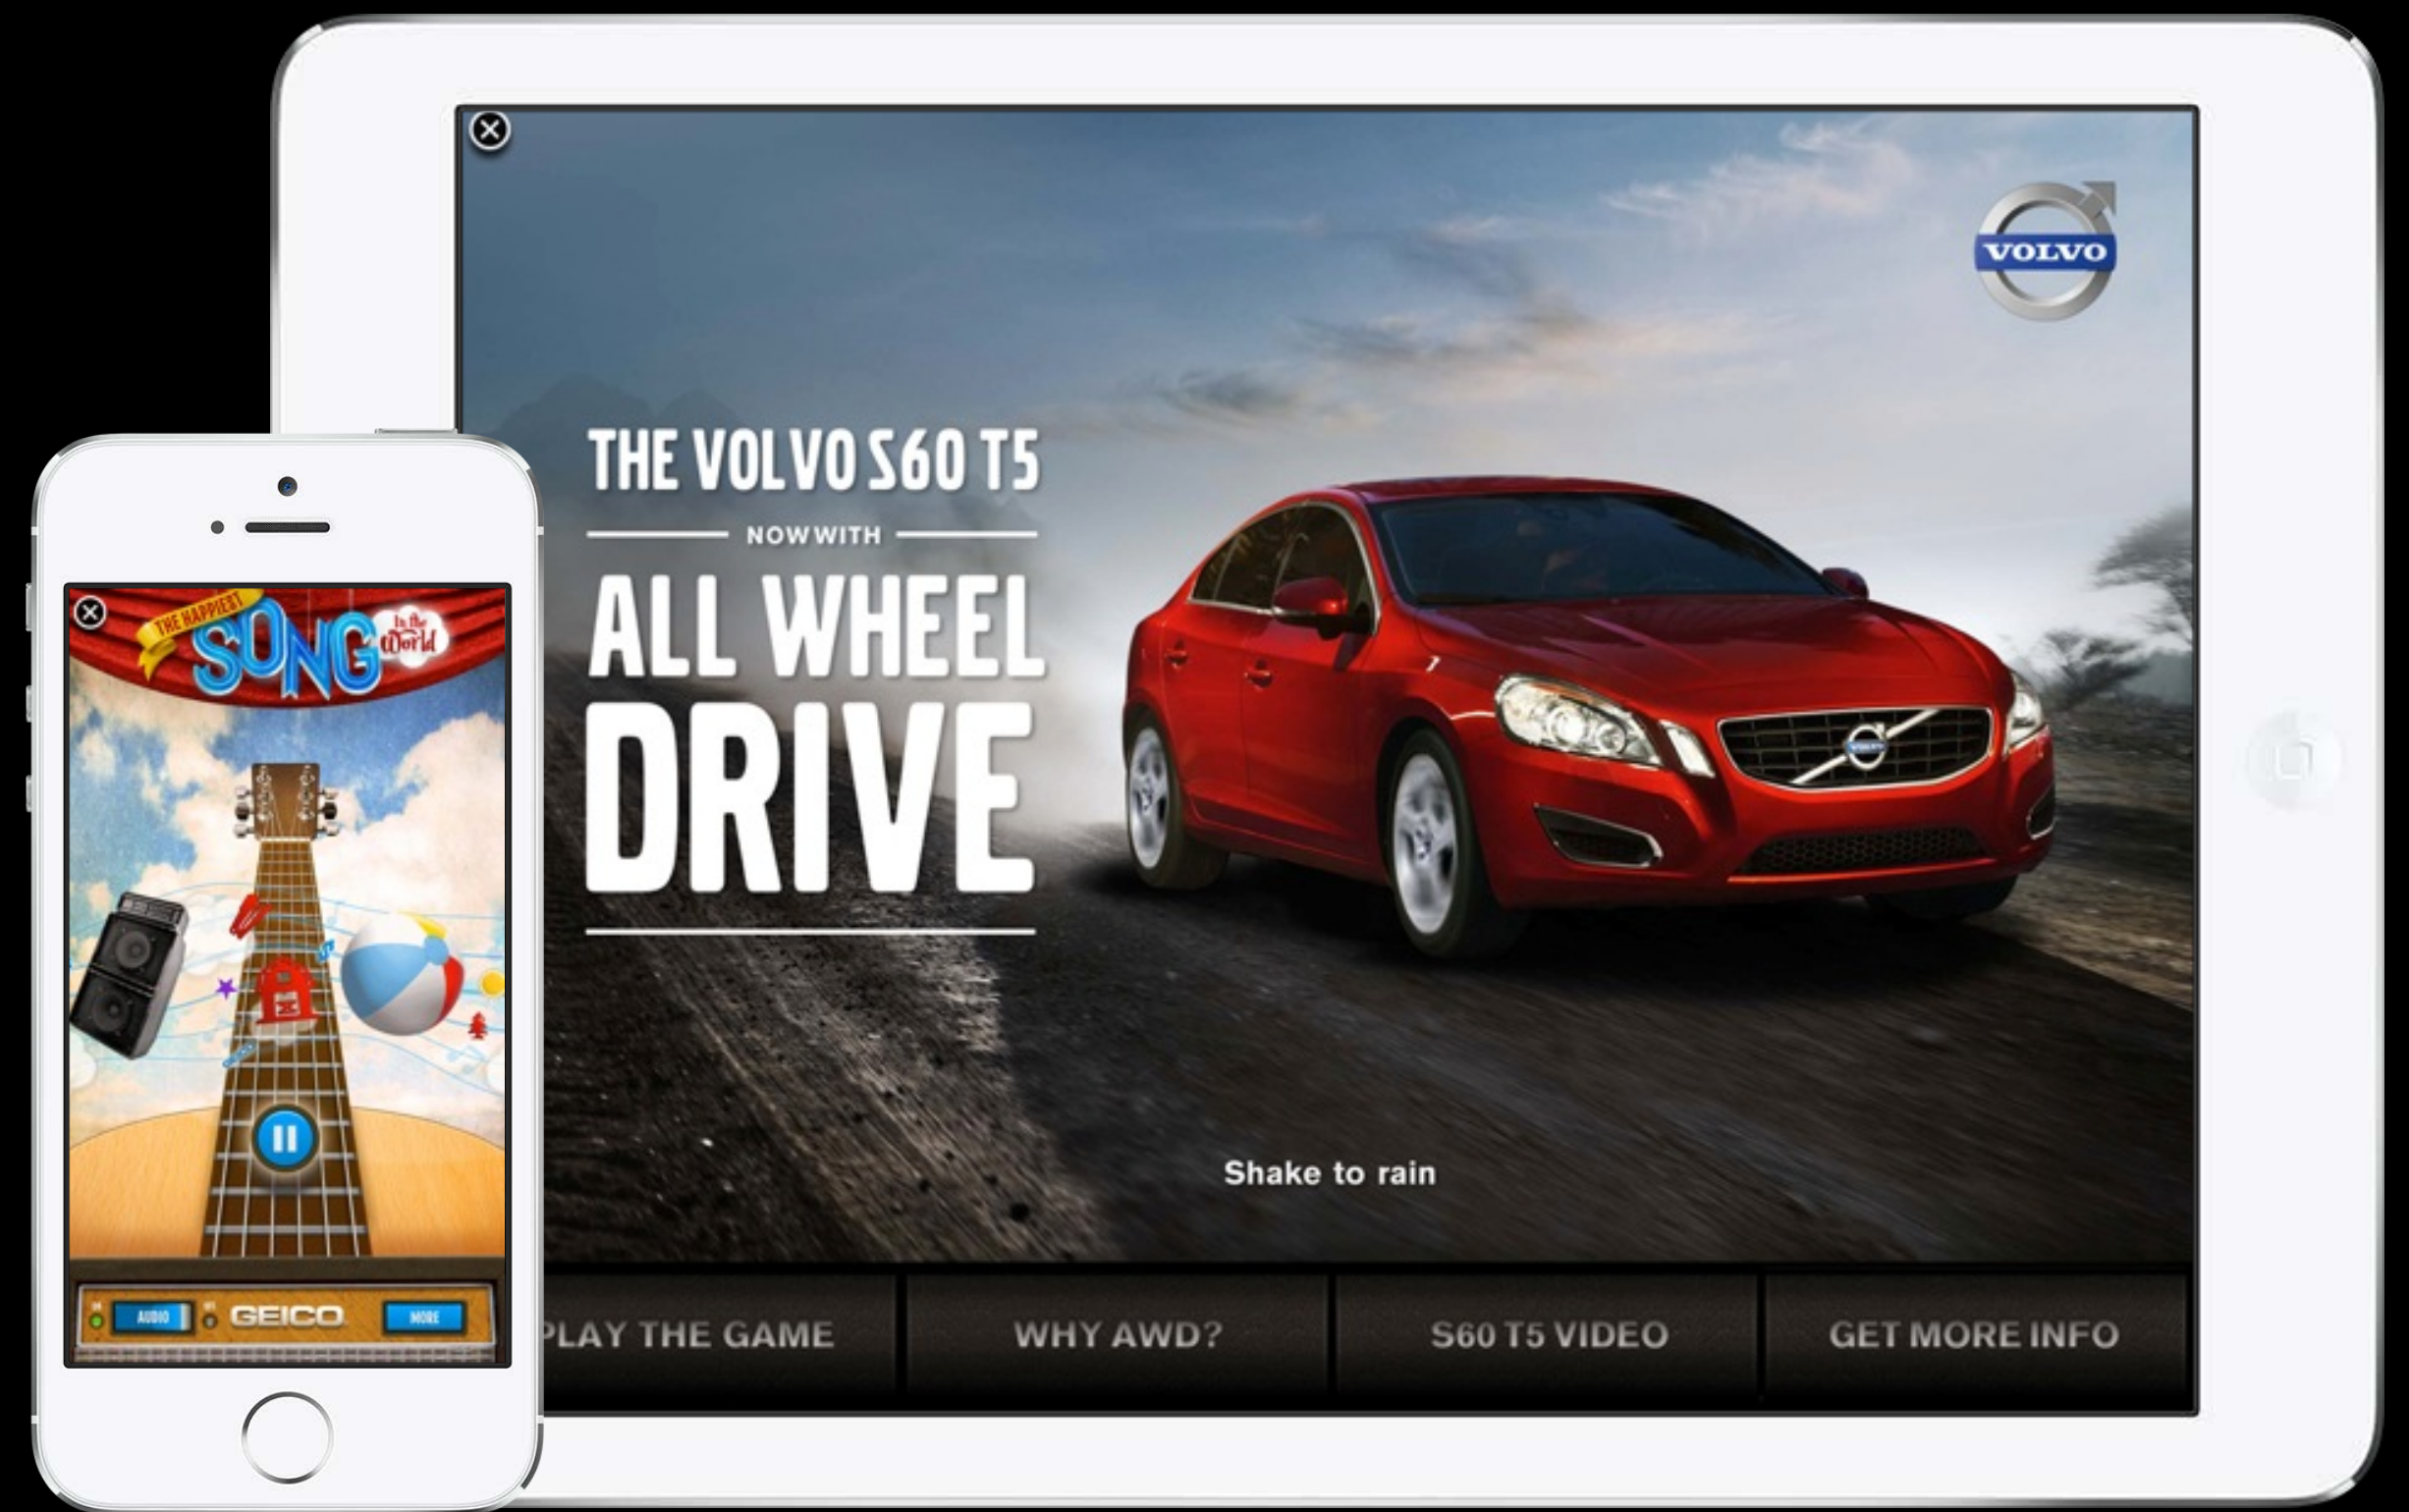 VOLVO
THE VOLVO S60 T5
NOW WITH
ALL WHEEL
DRIVE
VOLVO
Shake to rain
PLAY THE GAME
WHY AWD?
S60 T5 VIDEO
GET MORE INFO
THE HAPPIEST
SONG
In the
World
AUDIO
GEICO
MORE